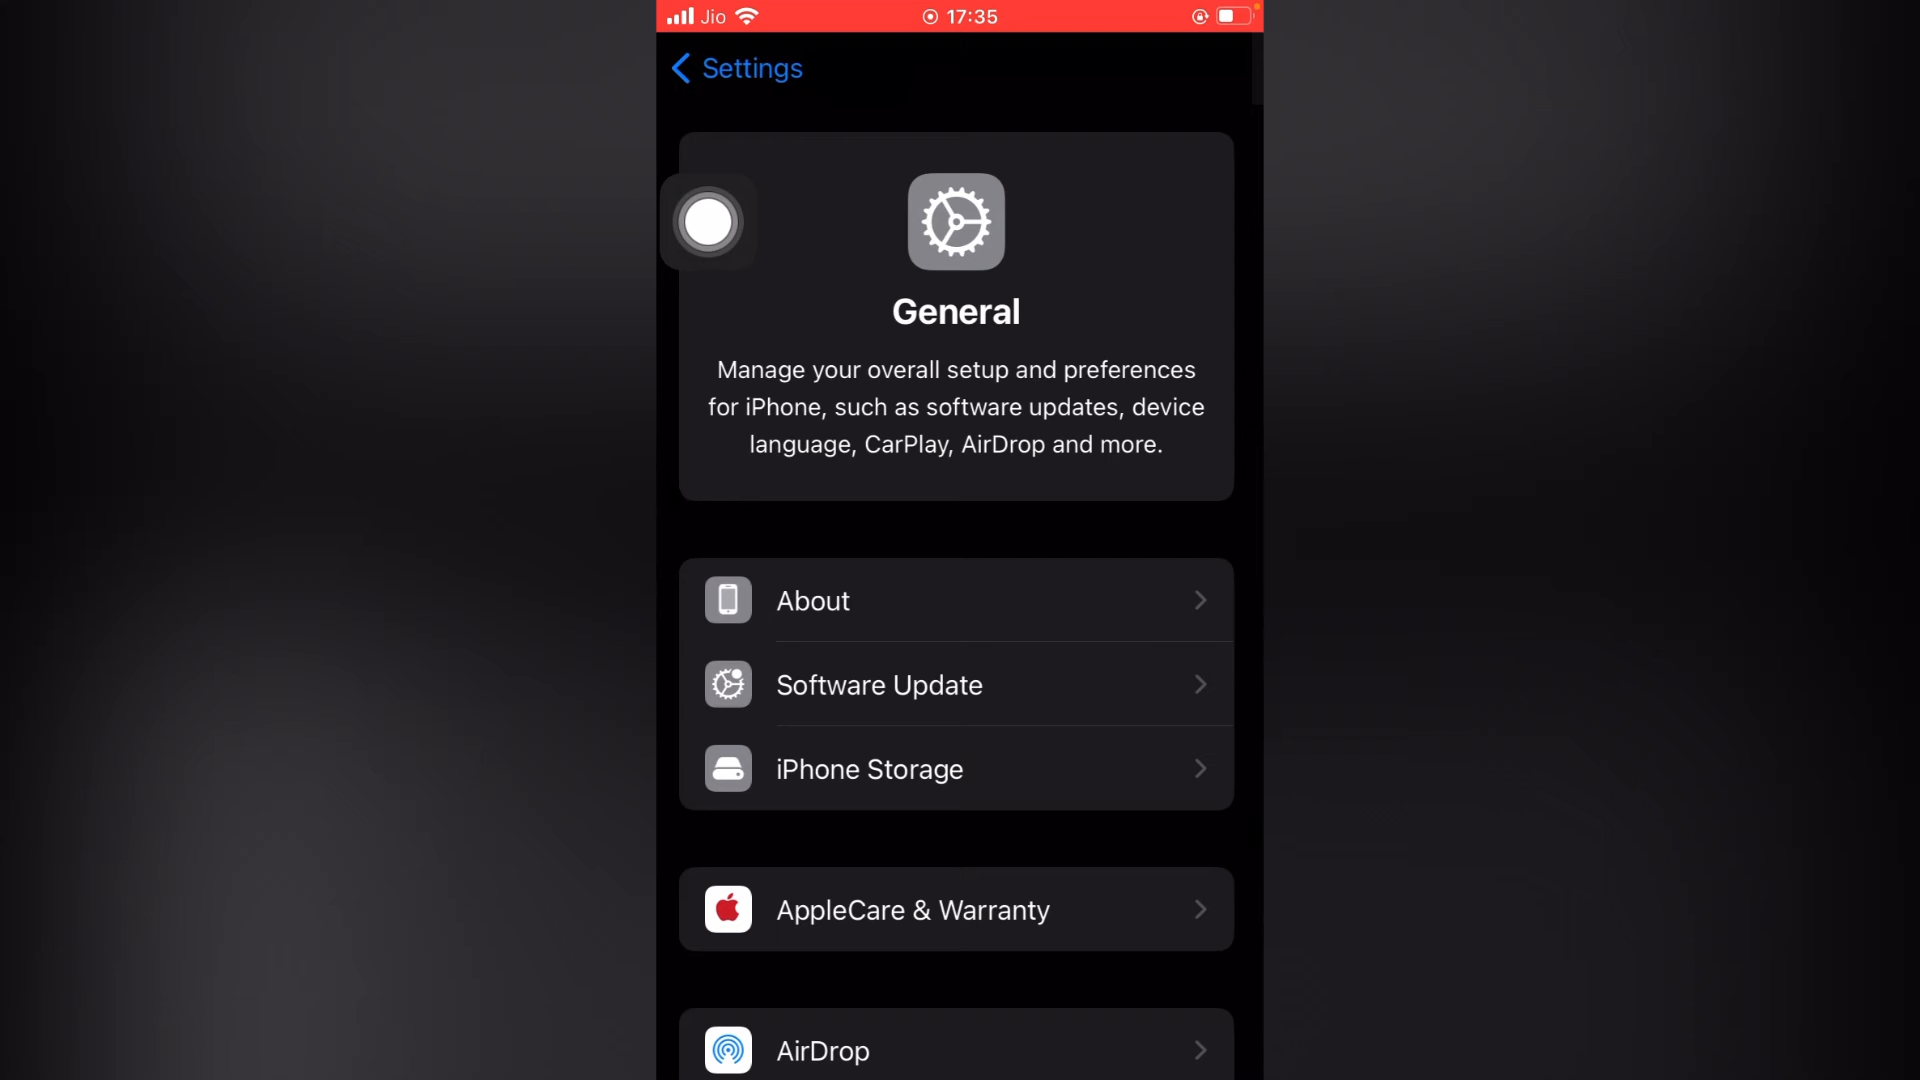 Jio 17:35
Settings
General
Manage your overall setup and preferences
for iPhone, such as software updates, device
language, CarPlay, AirDrop and more.
About
Software Update
iPhone Storage
AppleCare & Warranty
AirDrop